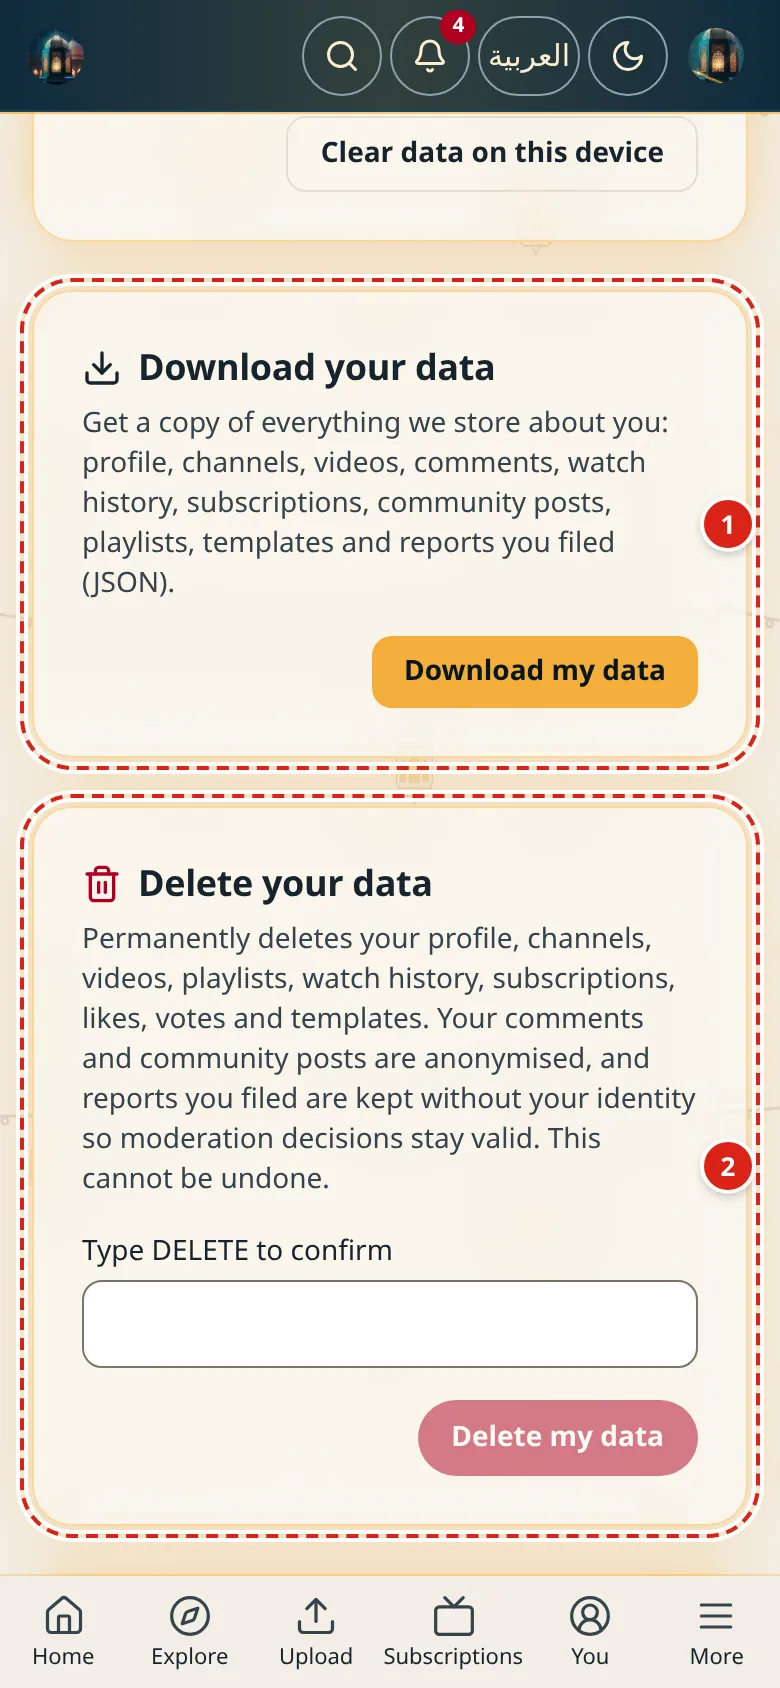 4
العربية
Clear data on this device
Download your data
Get a copy of everything we store about you:
profile, channels, videos, comments, watch
history, subscriptions, community posts,
playlists, templates and reports you filed
(JSON).
1
Download my data
Delete your data
Permanently deletes your profile, channels,
videos, playlists, watch history, subscriptions,
likes, votes and templates. Your comments
and community posts are anonymised, and
reports you filed are kept without your identity
so moderation decisions stay valid. This
cannot be undone.
2
Type DELETE to confirm
Delete my data
Home
Explore
Upload
Subscriptions
You
More